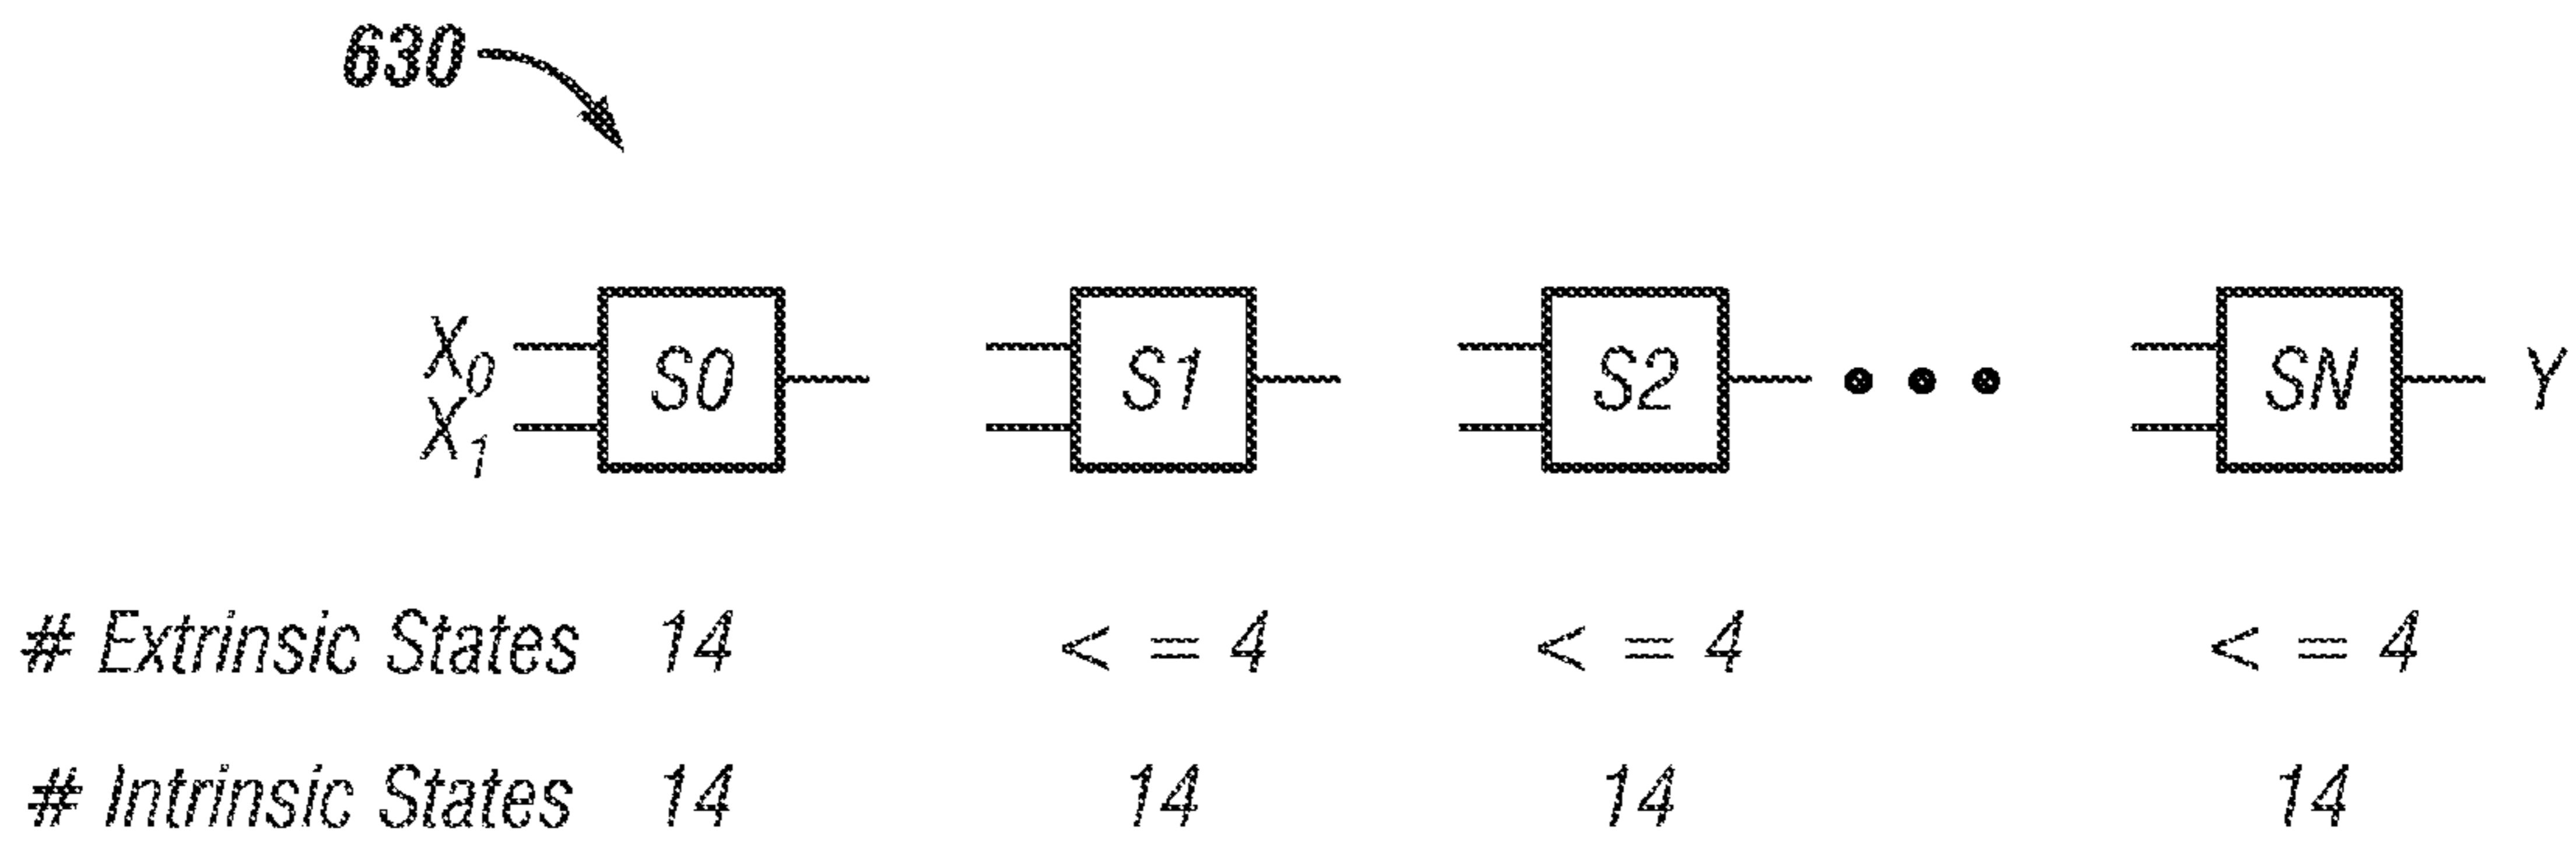 630
X0 S0 S1 S2 SN Y
X1
# Extrinsic States 14 < = 4 < = 4 < = 4
# Intrinsic States 14 14 14 14